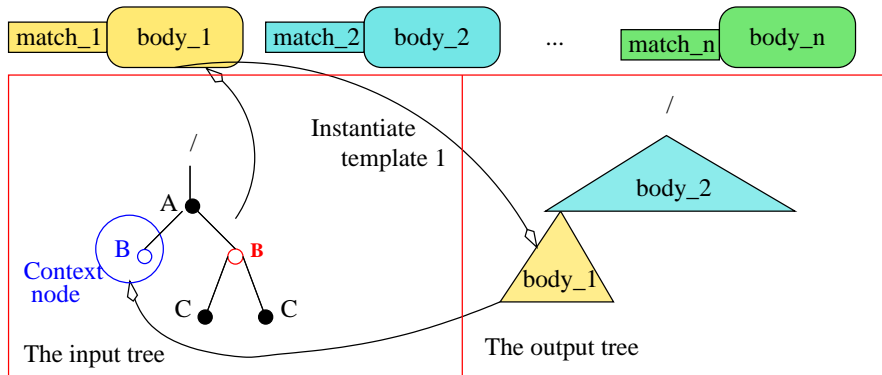 match_1 body_1 match_2 body_2 ... match_n body_n
/
/
Instantiate
template 1
A
body_2
B
B
Context
node
body_1
C
C
The input tree
The output tree